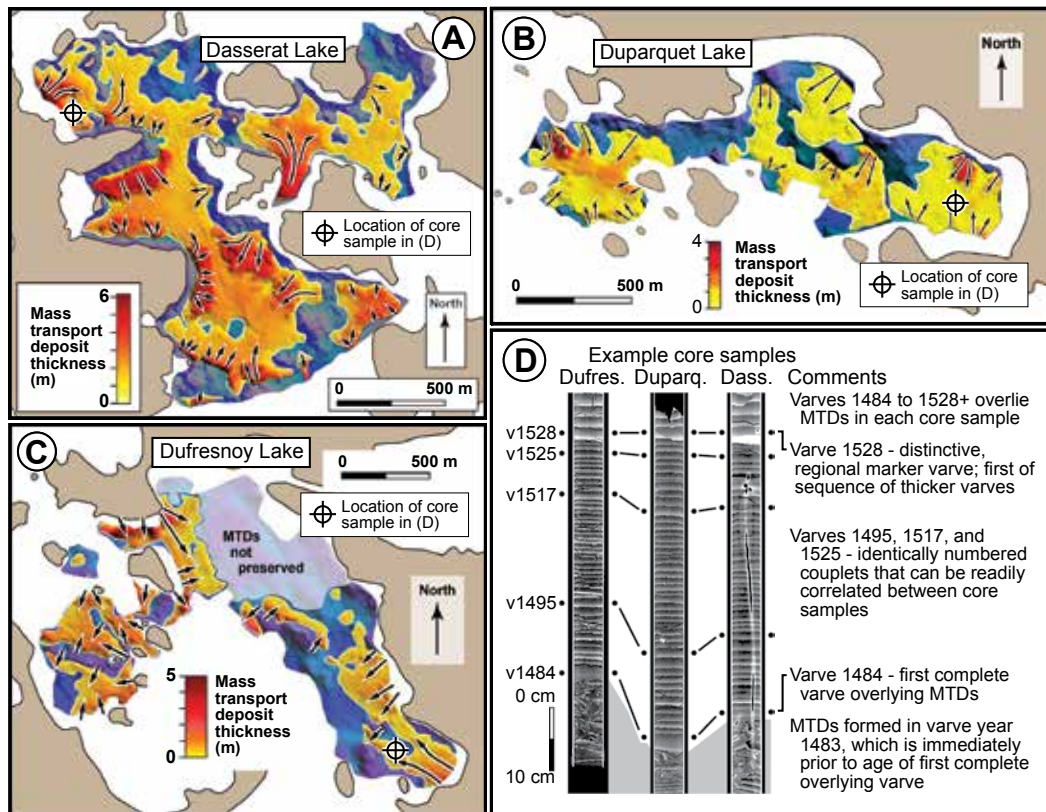 A
Dasserat Lake
Location of core
sample in (D)
6
0
Mass
transport
deposit
thickness
(m)
North
0
500 m
B
Duparquet Lake
North
4
0
Mass
transport
deposit
thickness (m)
0
500 m
Location of core
sample in (D)
C
Dufresnoy Lake
0
500 m
Location of core
sample in (D)
MTDs
not
preserved
North
5
0
Mass
transport
deposit
thickness
(m)
D
Example core samples
Dufres. Duparq. Dass. Comments
Varves 1484 to 1528+ overlie
MTDs in each core sample
v1528
v1525
v1517
v1495
v1484
0 cm
10 cm
Varve 1528 - distinctive,
regional marker varve; first of
sequence of thicker varves
Varves 1495, 1517, and
1525 - identically numbered
couplets that can be readily
correlated between core
samples
Varve 1484 - first complete
varve overlying MTDs
MTDs formed in varve year
1483, which is immediately
prior to age of first complete
overlying varve